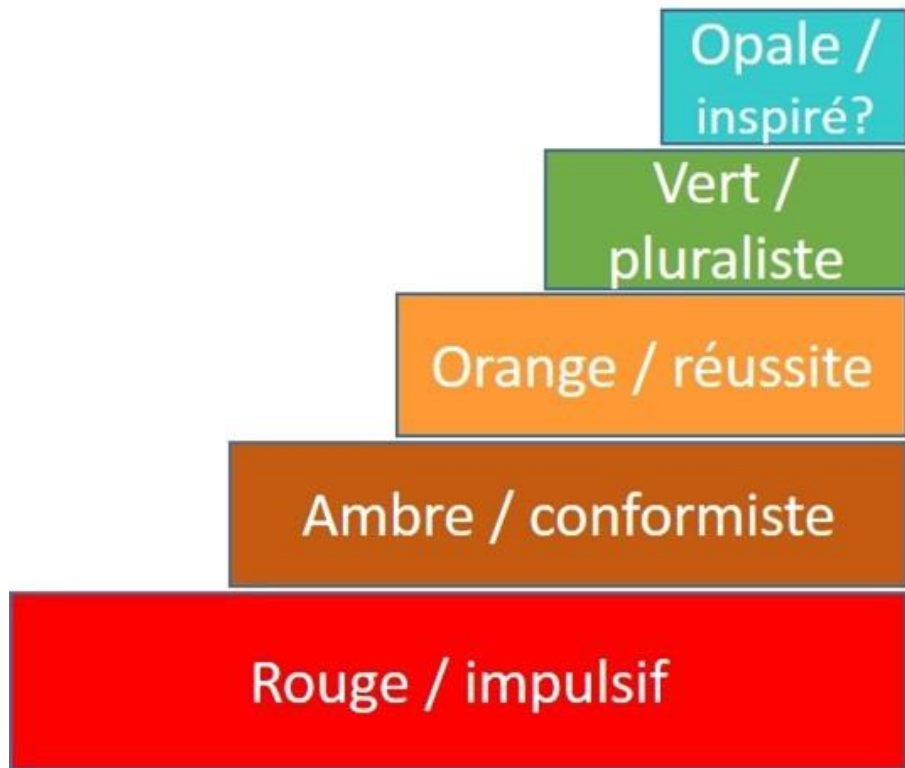 Opale /
inspiré?
Vert /
pluraliste
Orange / réussite
Ambre / conformiste
Rouge / impulsif